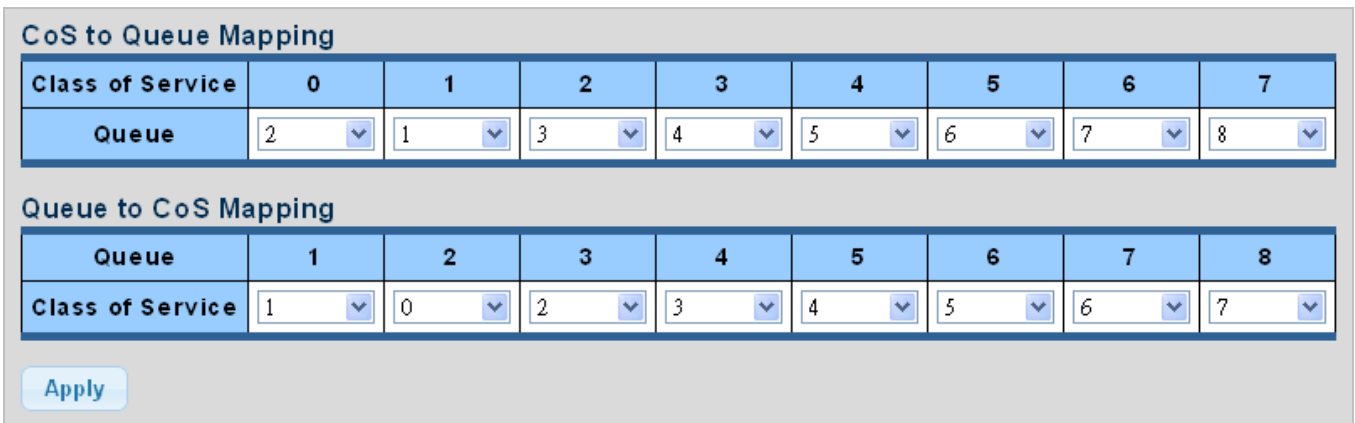 CoS to Queue Mapping
Class of Service 0 1 2 3 4 5 6 7
Queue 2 1 3 4 5 6 7 8
Queue to CoS Mapping
Queue 1 2 3 4 5 6 7 8
Class of Service 1 0 2 3 4 5 6 7
Apply